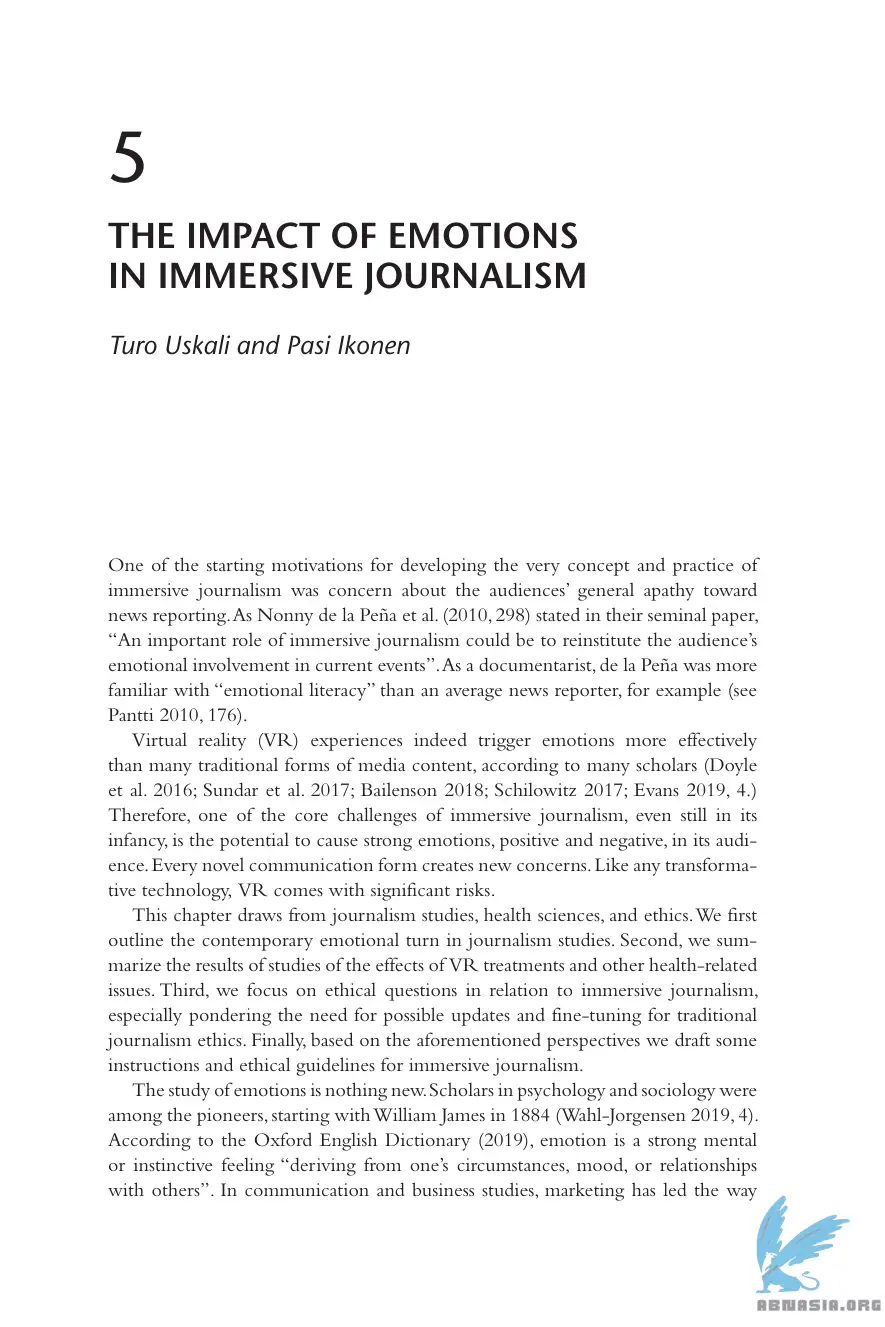 5
THE IMPACT OF EMOTIONS
IN IMMERSIVE JOURNALISM
Turo Uskali and Pasi Ikonen
One of the starting motivations for developing the very concept and practice of
immersive journalism was concern about the audiences’ general apathy toward
news reporting. As Nonny de la Peña et al. (2010, 298) stated in their seminal paper,
“An important role of immersive journalism could be to reinstitute the audience’s
emotional involvement in current events”. As a documentarist, de la Peña was more
familiar with “emotional literacy” than an average news reporter, for example (see
Pantti 2010, 176).
Virtual reality (VR) experiences indeed trigger emotions more effectively
than many traditional forms of media content, according to many scholars (Doyle
et al. 2016; Sundar et al. 2017; Bailenson 2018; Schilowitz 2017; Evans 2019, 4.)
Therefore, one of the core challenges of immersive journalism, even still in its
infancy, is the potential to cause strong emotions, positive and negative, in its audi-
ence. Every novel communication form creates new concerns. Like any transforma-
tive technology, VR comes with significant risks.
This chapter draws from journalism studies, health sciences, and ethics. We first
outline the contemporary emotional turn in journalism studies. Second, we sum-
marize the results of studies of the effects of VR treatments and other health-related
issues. Third, we focus on ethical questions in relation to immersive journalism,
especially pondering the need for possible updates and fine-tuning for traditional
journalism ethics. Finally, based on the aforementioned perspectives we draft some
instructions and ethical guidelines for immersive journalism.
The study of emotions is nothing new. Scholars in psychology and sociology were
among the pioneers, starting with William James in 1884 (Wahl-Jorgensen 2019, 4).
According to the Oxford English Dictionary (2019), emotion is a strong mental
or instinctive feeling “deriving from one’s circumstances, mood, or relationships
with others”. In communication and business studies, marketing has led the way
ABNASIA.ORG